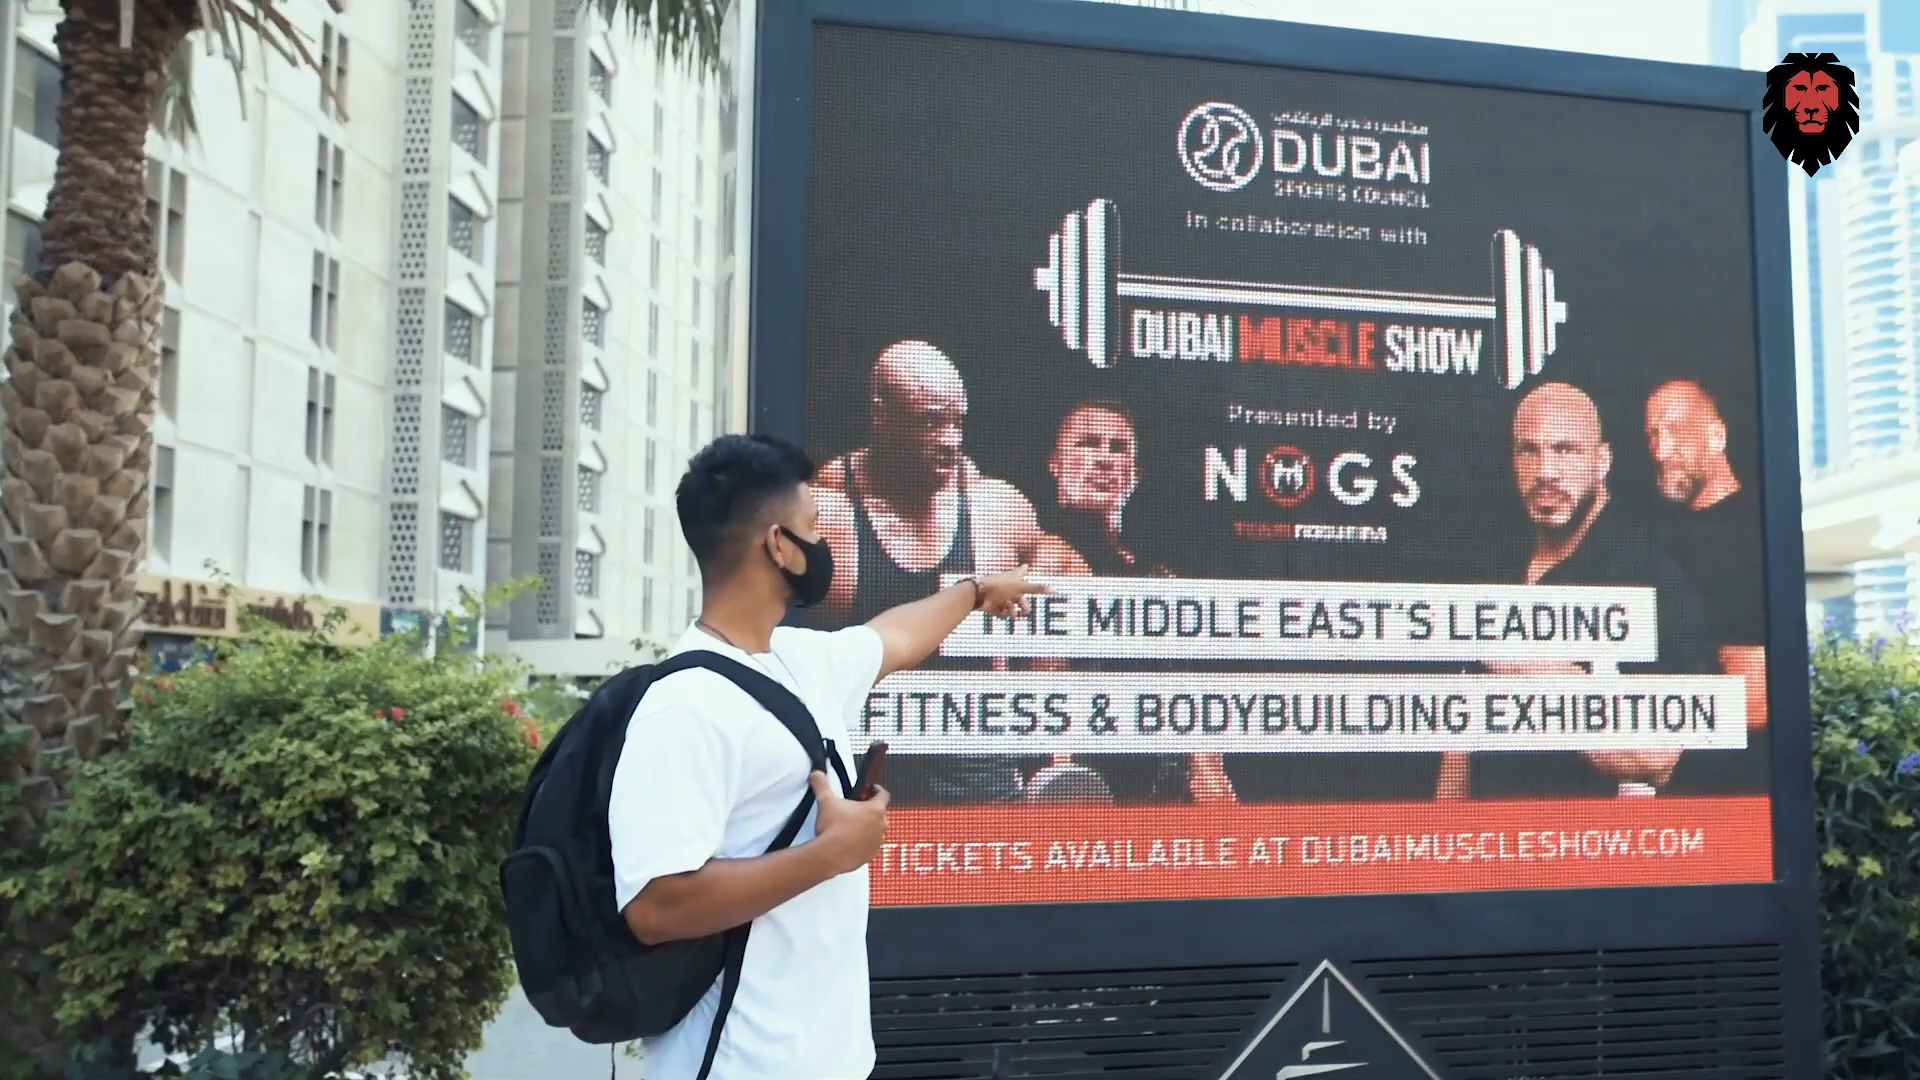 DUBAI
SPORTS COUNCIL
in collaboration with
DUBAI MUSCLE SHOW
Presented by
NOGS
THE MIDDLE EAST'S LEADING
FITNESS & BODYBUILDING EXHIBITION
TICKETS AVAILABLE AT DUBAIMUSCLESHOW.COM